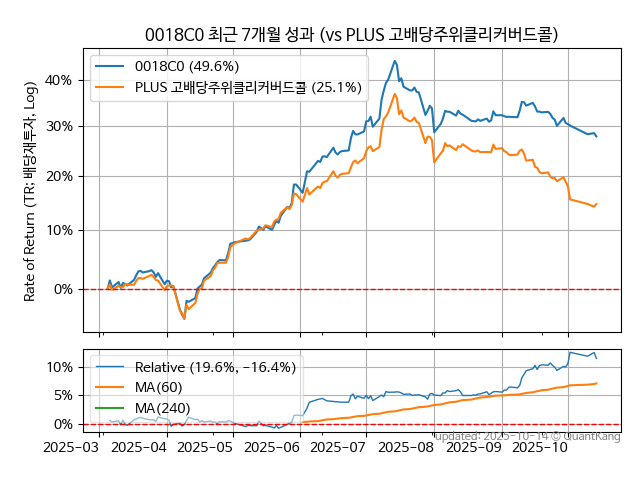 0018C0 최근 7개월 성과 (vs PLUS 고배당주위클리커버드콜)
Rate of Return (TR: 배당재투자, Log)
40%
30%
20%
10%
0%
0018C0 (49.6%)
PLUS 고배당주위클리커버드콜 (25.1%)
10%
5%
0%
Relative (19.6%, −16.4%)
MA(60)
MA(240)
2025−03 2025−04 2025−05 2025−06 2025−07 2025−08 2025−09 2025−10
updated: 2025-10-14 © QuantKang